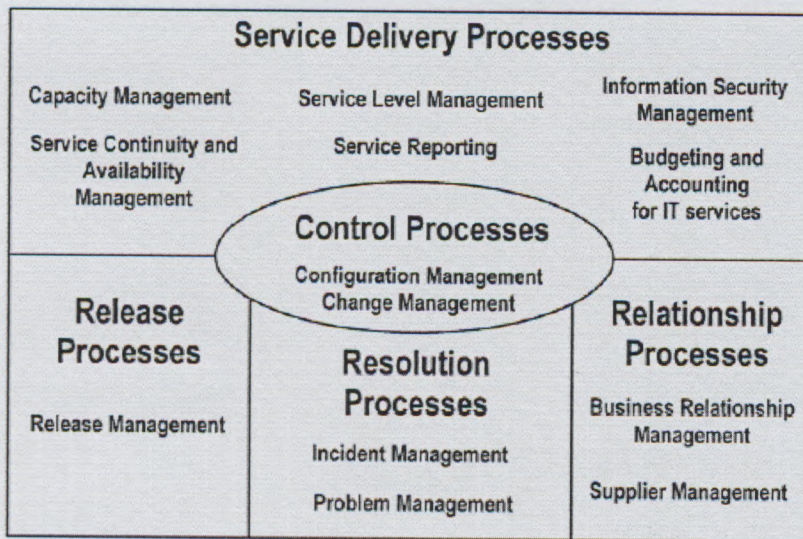 Service Delivery Processes
Capacity Management
Service Continuity and
Availability
Management
Service Level Management
Service Reporting
Information Security
Management
Budgeting and
Accounting
for IT services
Control Processes
Configuration Management
Change Management
Release
Processes
Release Management
Resolution
Processes
Incident Management
Problem Management
Relationship
Processes
Business Relationship
Management
Supplier Management